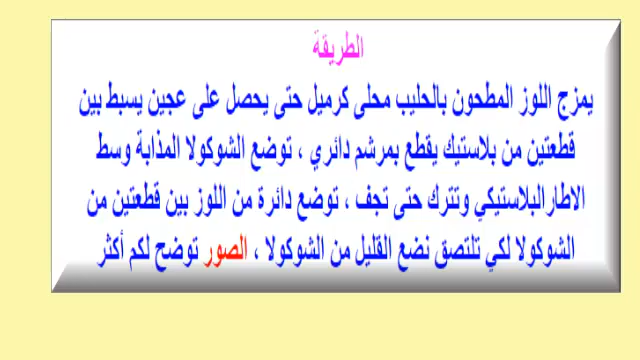 الطريقة
يمزج اللوز المطحون بالحليب محلى كرميل حتى يحصل على عجين يسبط بين
قطعتين من بلاستيك يقطع بمرشم دائري ، توضع الشوكولا المذابة وسط
الاطارالبلاستيكي وتترك حتى تجف ، توضع دائرة من اللوز بين قطعتين من
الشوكولا لكي تلتصق نضع القليل من الشوكولا ، الصور توضح لكم أكثر